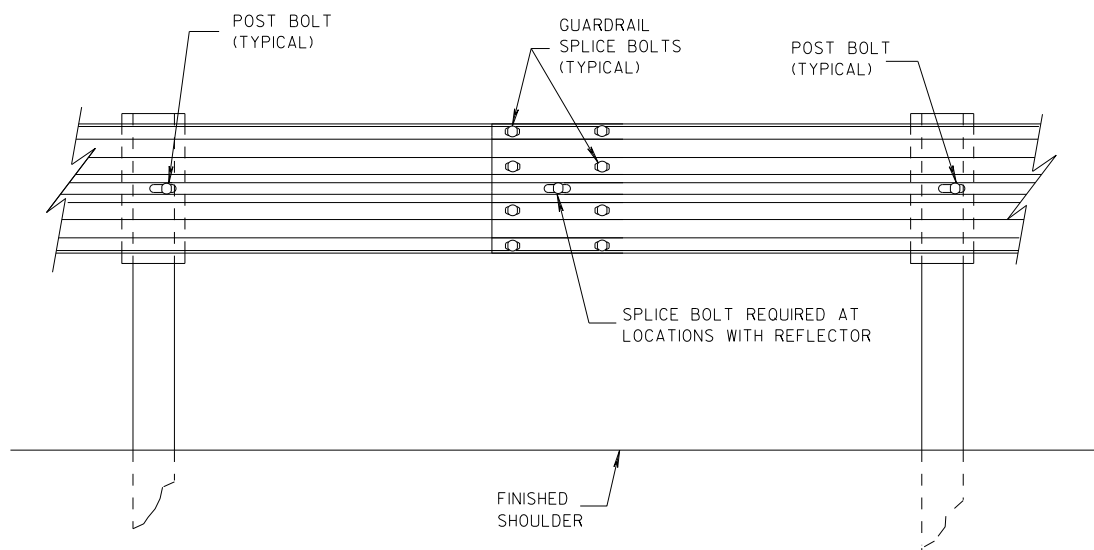 POST BOLT
(TYPICAL)
GUARDRAIL
SPLICE BOLTS
(TYPICAL)
POST BOLT
(TYPICAL)
SPLICE BOLT REQUIRED AT
LOCATIONS WITH REFLECTOR
FINISHED
SHOULDER